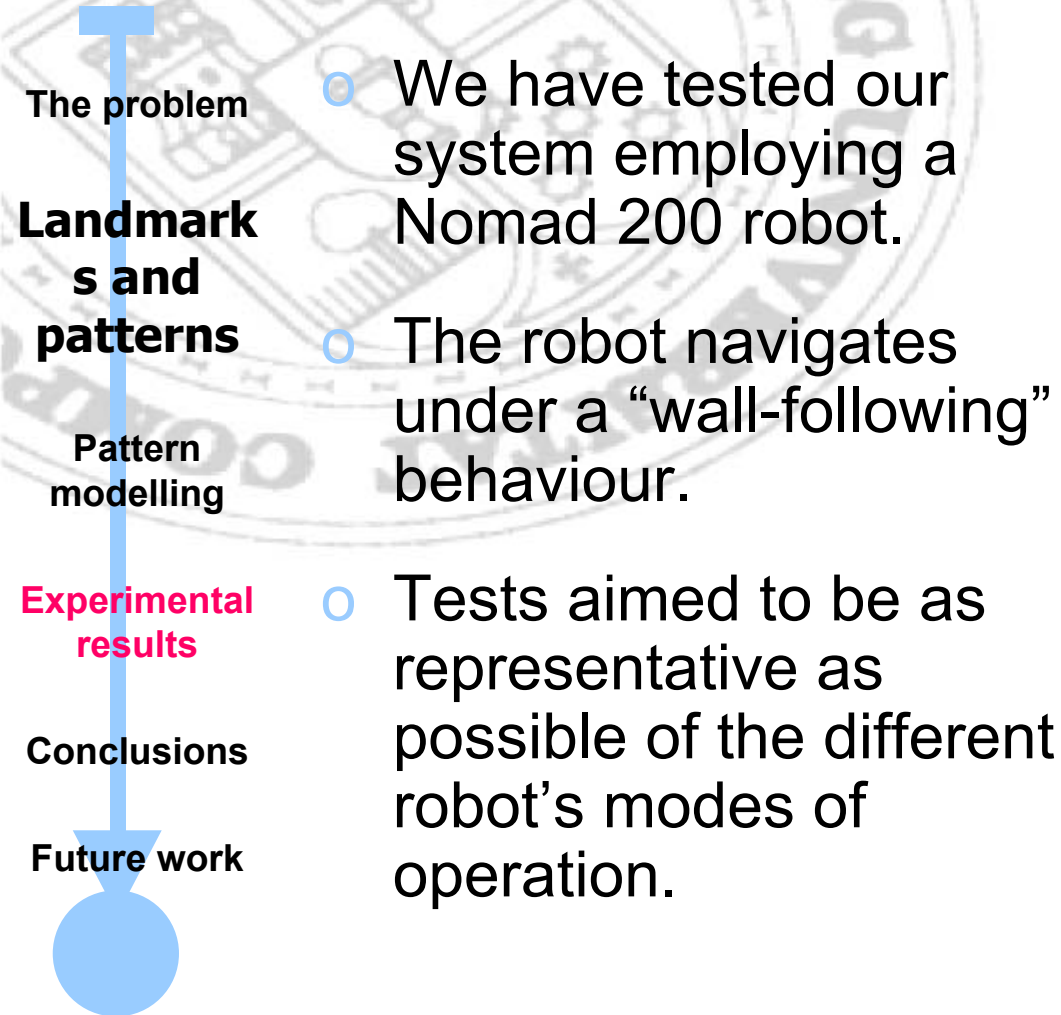 The problem
Landmark
s and
patterns
Pattern
modelling
Experimental
results
Conclusions
Future work
o We have tested our
system employing a
Nomad 200 robot.
o The robot navigates
under a “wall-following”
behaviour.
o Tests aimed to be as
representative as
possible of the different
robot’s modes of
operation.